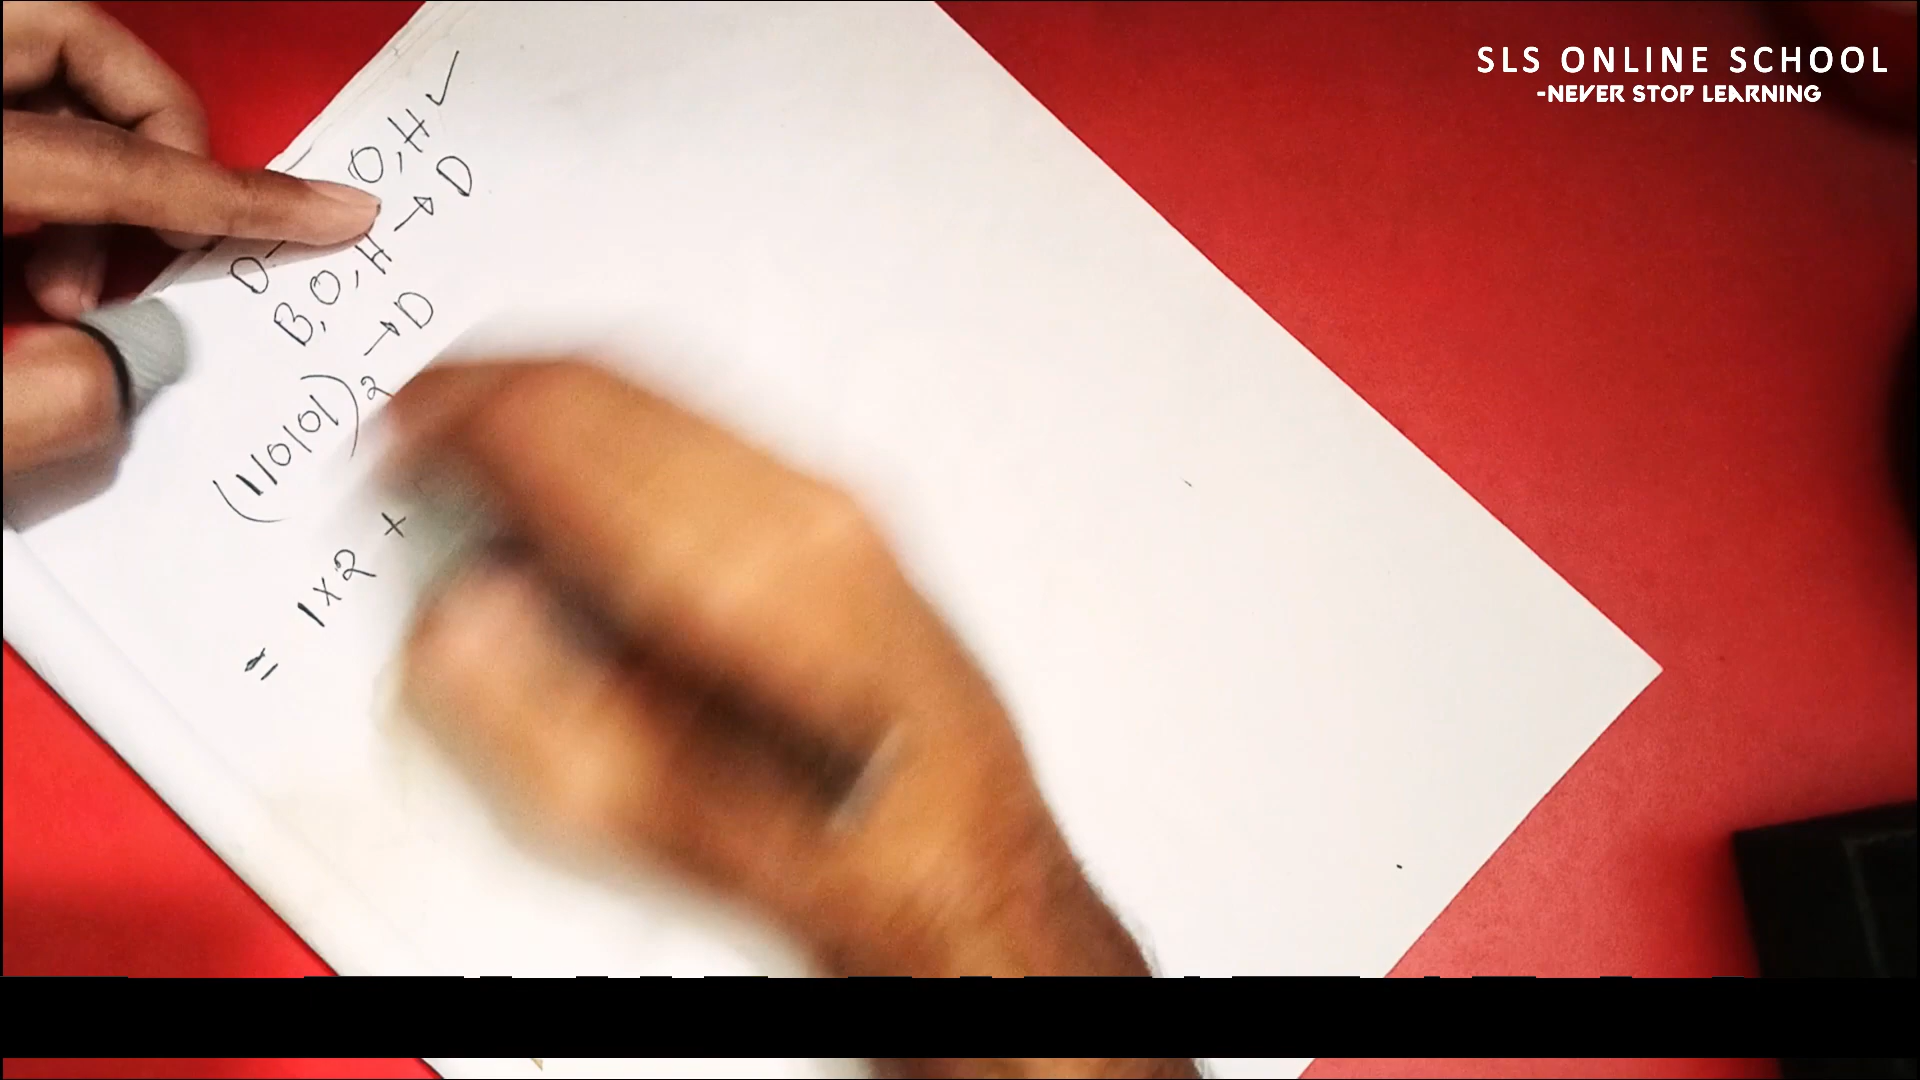 SLS ONLINE SCHOOL
-NEVER STOP LEARNING
D- O, H ✓
B, O, H → D
(110101)2 → D
= 1×2 +